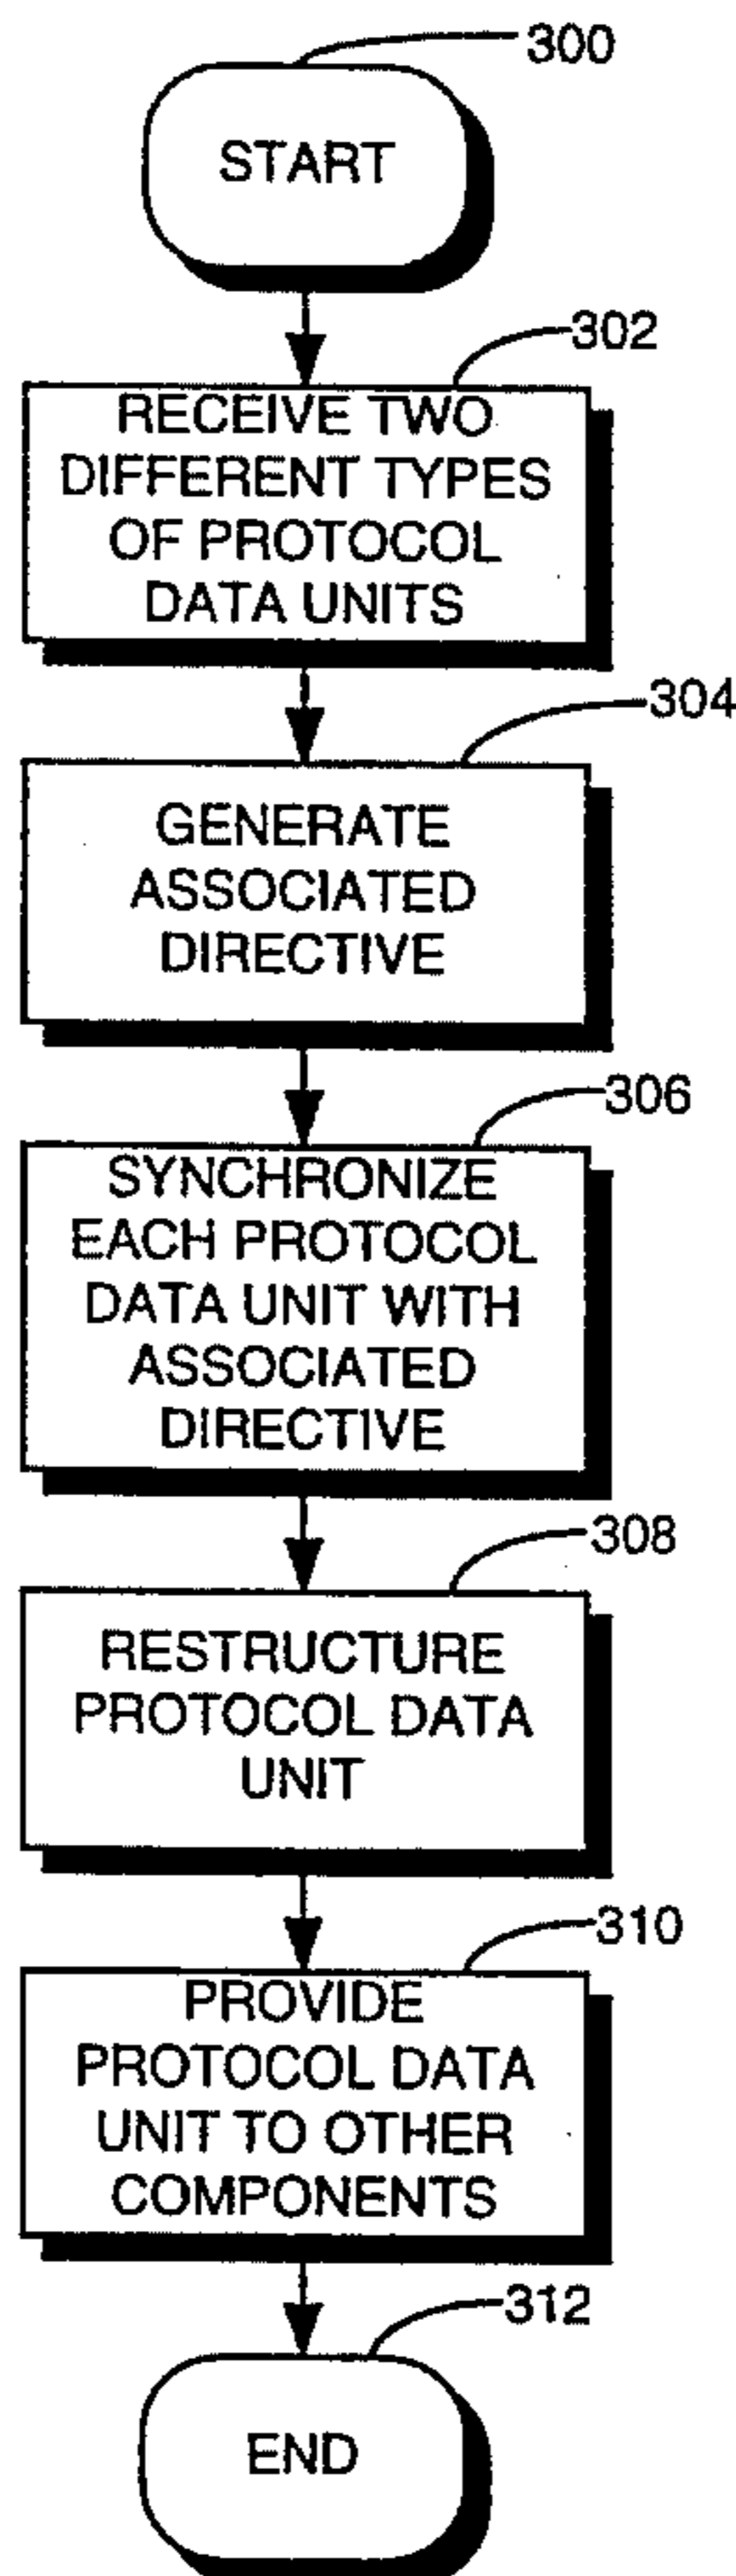 300
START
302
RECEIVE TWO
DIFFERENT TYPES
OF PROTOCOL
DATA UNITS
304
GENERATE
ASSOCIATED
DIRECTIVE
306
SYNCHRONIZE
EACH PROTOCOL
DATA UNIT WITH
ASSOCIATED
DIRECTIVE
308
RESTRUCTURE
PROTOCOL DATA
UNIT
310
PROVIDE
PROTOCOL DATA
UNIT TO OTHER
COMPONENTS
312
END